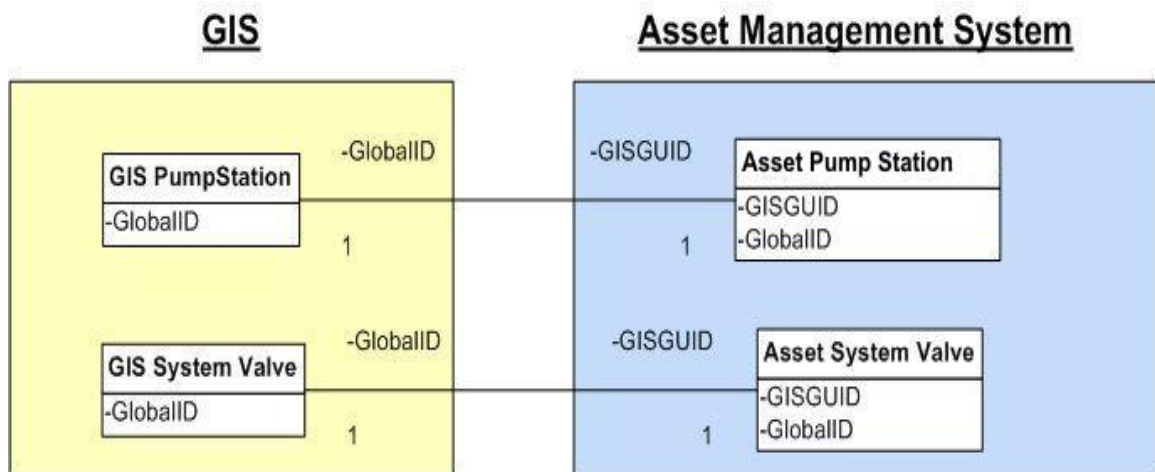 GIS
Asset Management System
-GlobalID
-GISGUID
GIS PumpStation
-GlobalID
Asset Pump Station
-GISGUID
-GlobalID
1
1
-GlobalID
-GISGUID
GIS System Valve
-GlobalID
Asset System Valve
-GISGUID
-GlobalID
1
1